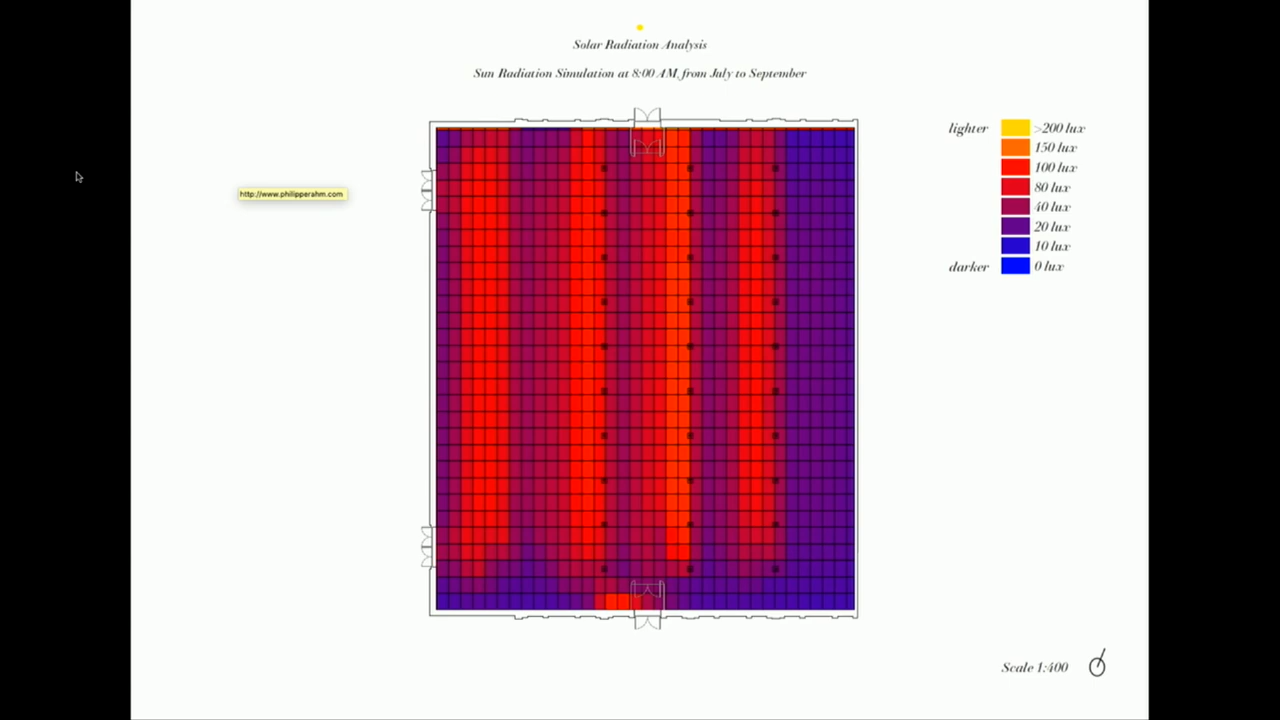 Solar Radiation Analysis
Sun Radiation Simulation at 8:00 AM, from July to September
http://www.philipperahm.com
lighter
>200 lux
150 lux
100 lux
80 lux
40 lux
20 lux
10 lux
darker
0 lux
Scale 1:400